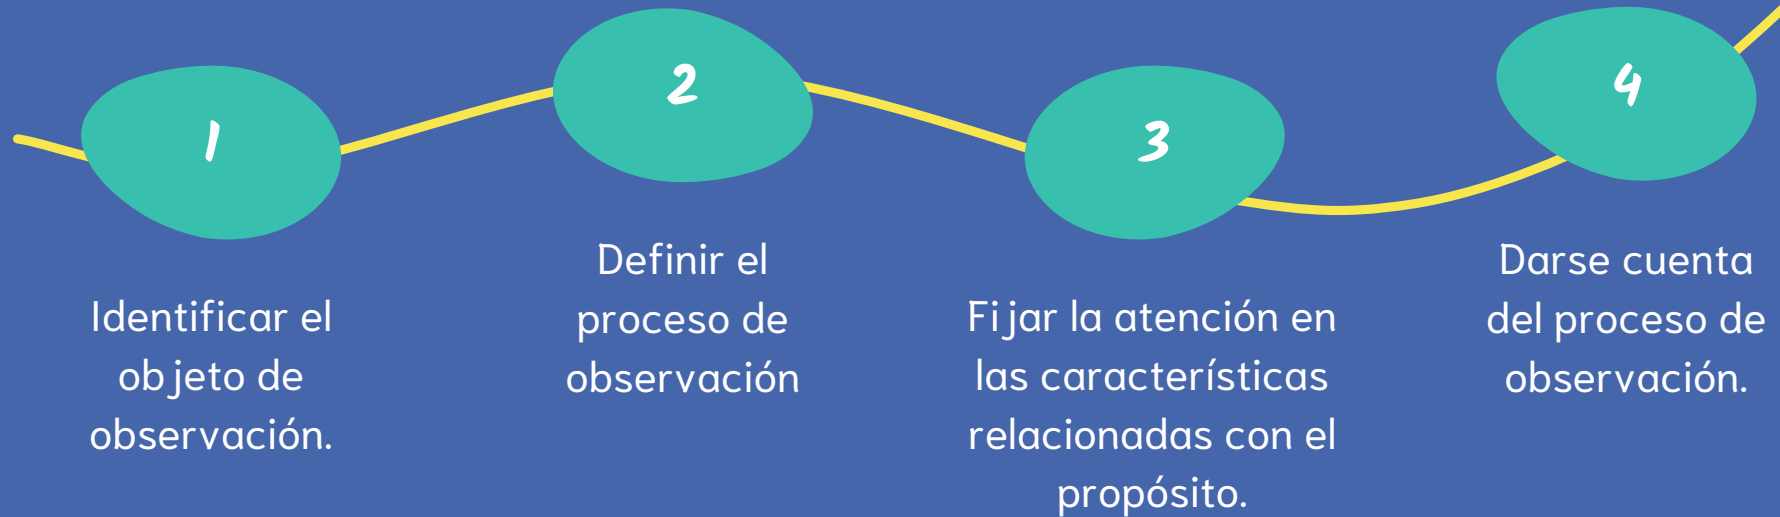 1
Identificar el
objeto de
observación.
2
Definir el
proceso de
observación
3
Fijar la atención en
las características
relacionadas con el
propósito.
4
Darse cuenta
del proceso de
observación.